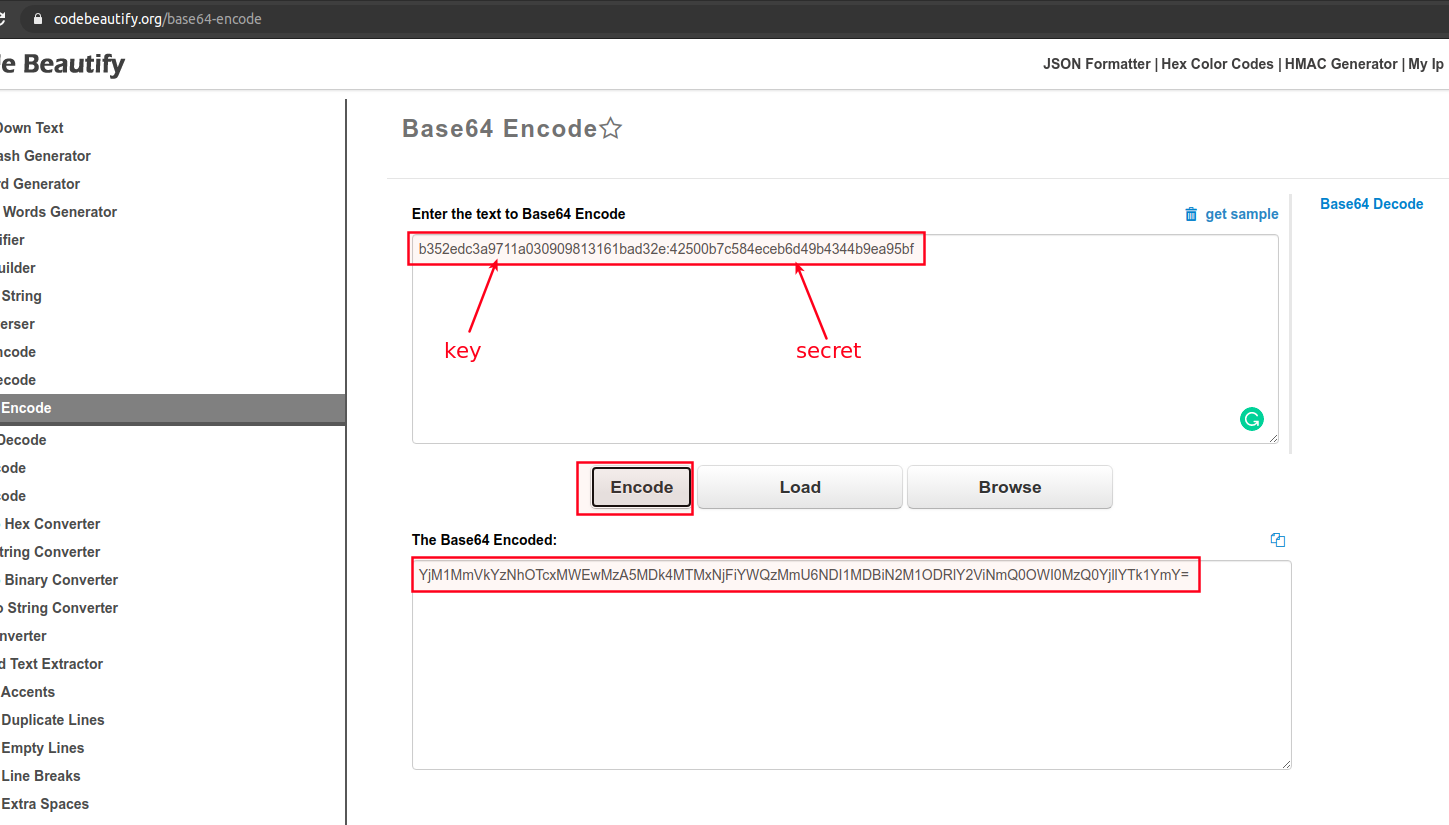 codebeautify.org/base64-encode
e Beautify
JSON Formatter | Hex Color Codes | HMAC Generator | My Ip
Down Text
ash Generator
rd Generator
Words Generator
ifier
uilder
String
erser
ncode
ecode
Encode
Decode
ode
ode
Hex Converter
tring Converter
Binary Converter
o String Converter
nverter
d Text Extractor
Accents
Duplicate Lines
Empty Lines
Line Breaks
Extra Spaces
Base64 Encode
Enter the text to Base64 Encode
get sample
Base64 Decode
b352edc3a9711a030909813161bad32e:42500b7c584eceb6d49b4344b9ea95bf
key
secret
Encode
Load
Browse
The Base64 Encoded:
YjM1MmVkYzNhOTcxMWEwMzA5MDk4MTMxNjFiYWQzMmU6NDI1MDBiN2M1ODRlY2ViNmQ0OWI0MzQ0YjllYTk1YmY=